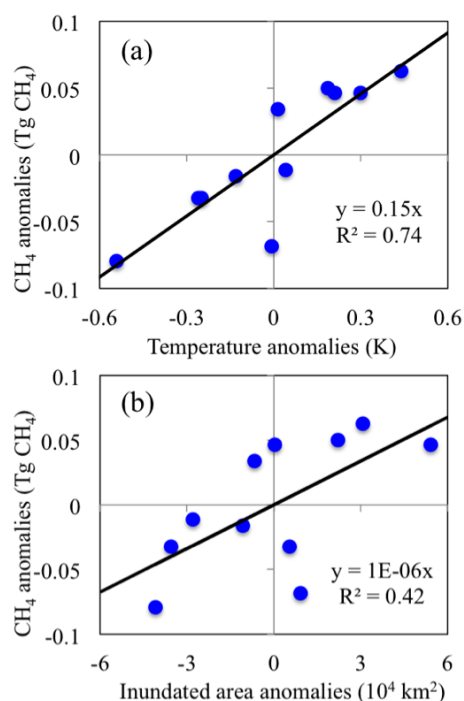 (a)
CH₄ anomalies (Tg CH₄)
0.1
0.05
0
-0.05
-0.1
y = 0.15x
R² = 0.74
-0.6 -0.3 0 0.3 0.6
Temperature anomalies (K)
(b)
CH₄ anomalies (Tg CH₄)
0.1
0.05
0
-0.05
-0.1
y = 1E-06x
R² = 0.42
-6 -3 0 3 6
Inundated area anomalies (10⁴ km²)